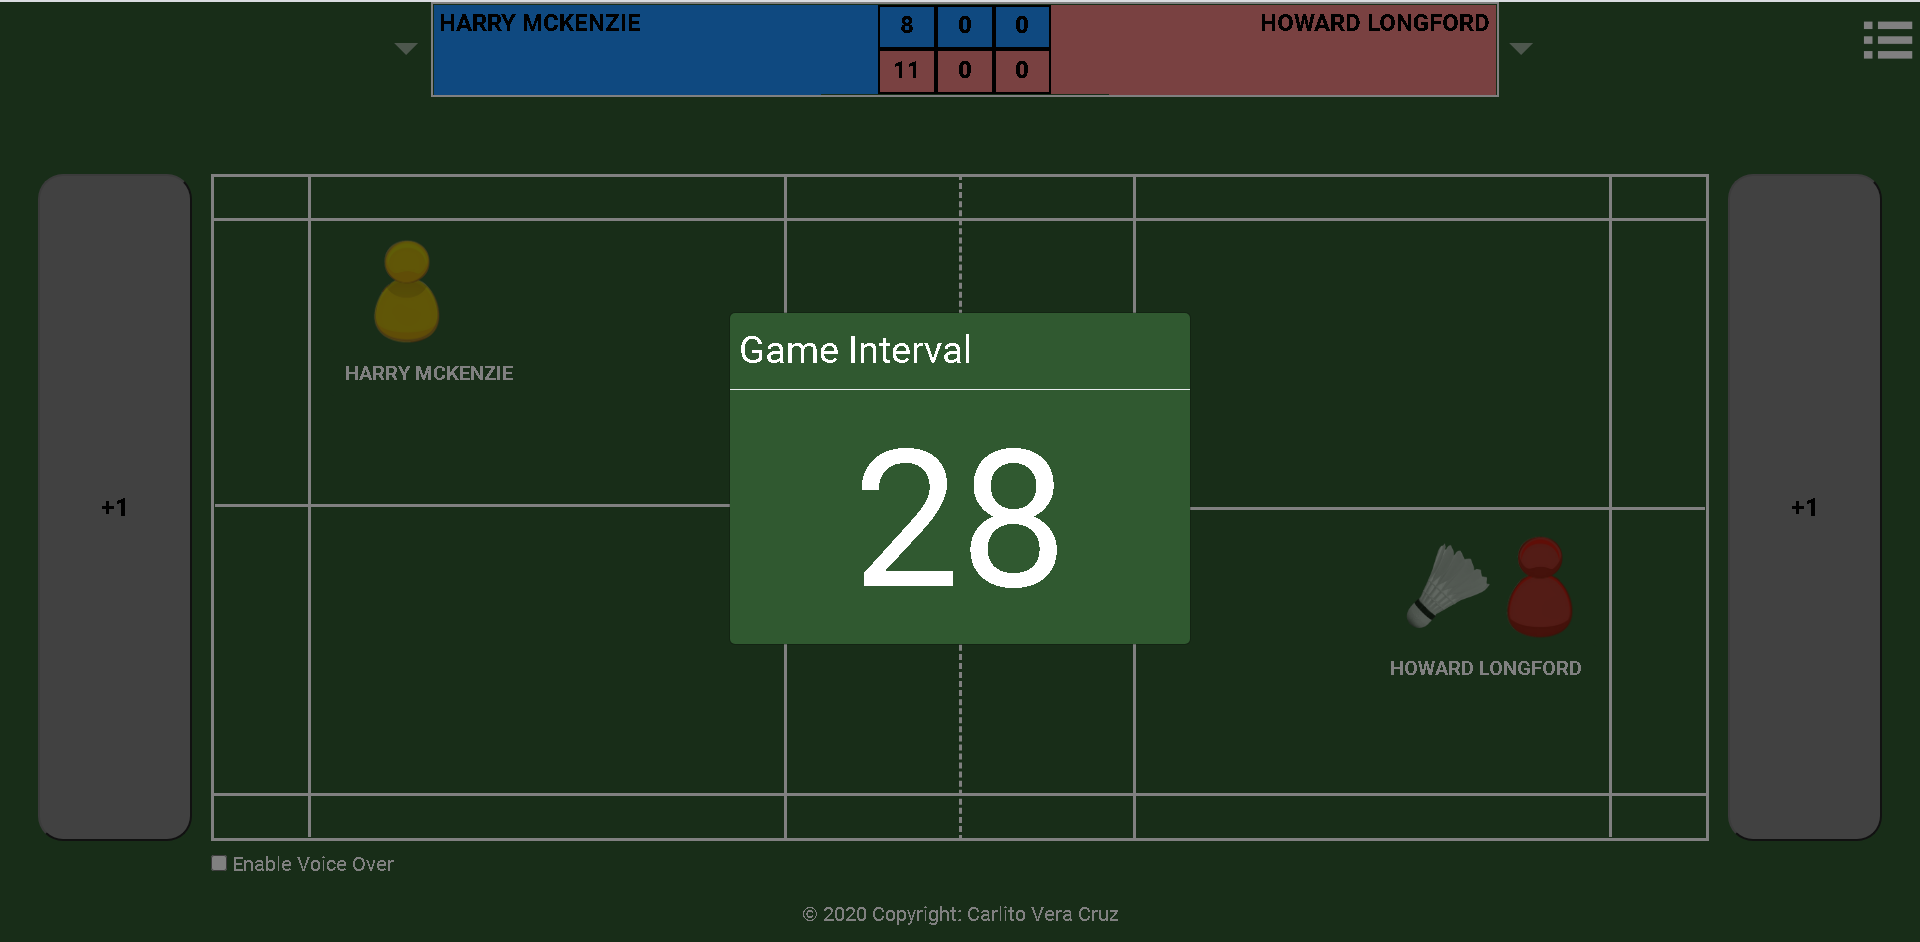 HARRY MCKENZIE
8 0 0
HOWARD LONGFORD
11 0 0
HARRY MCKENZIE
Game Interval
28
+1
+1
HOWARD LONGFORD
Enable Voice Over
© 2020 Copyright: Carlito Vera Cruz